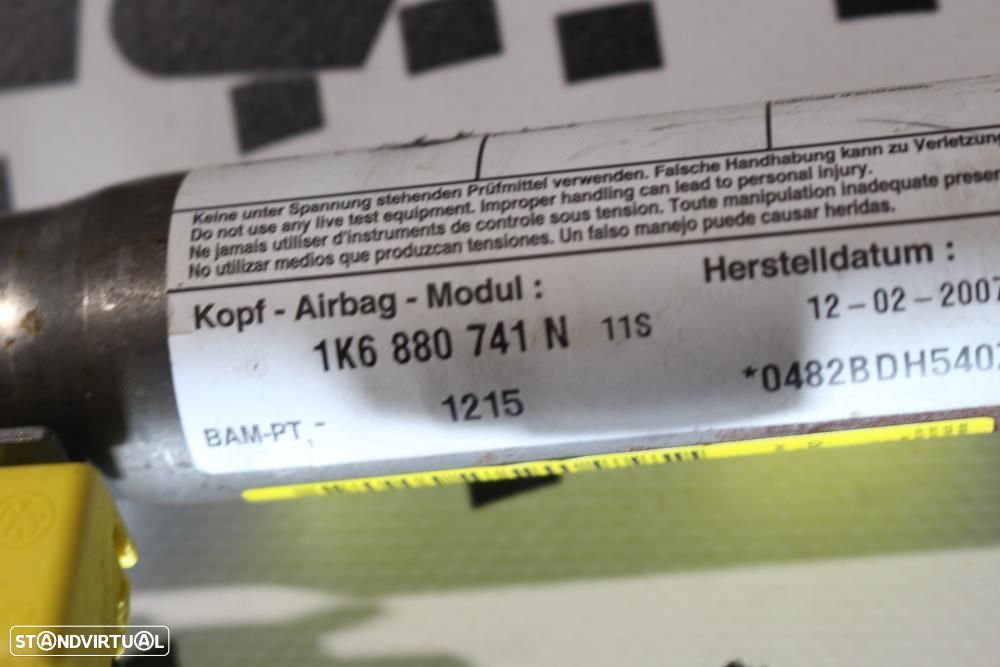 Keine unter Spannung stehenden Prüfmittel verwenden. Falsche Handhabung kann zu Verletzung
Do not use any live test equipment. Improper handling can lead to personal injury.
Ne jamais utiliser d'instruments de controle sous tension. Toute manipulation inadequate preser
No utilizar medios que produzcan tensiones. Un falso manejo puede causar heridas.
Kopf - Airbag - Modul :
Herstelldatum :
1K6 880 741 N 11S
12-02-2007
BAM-PT,-
1215
*0482BDH5402
STANDVIRTUAL